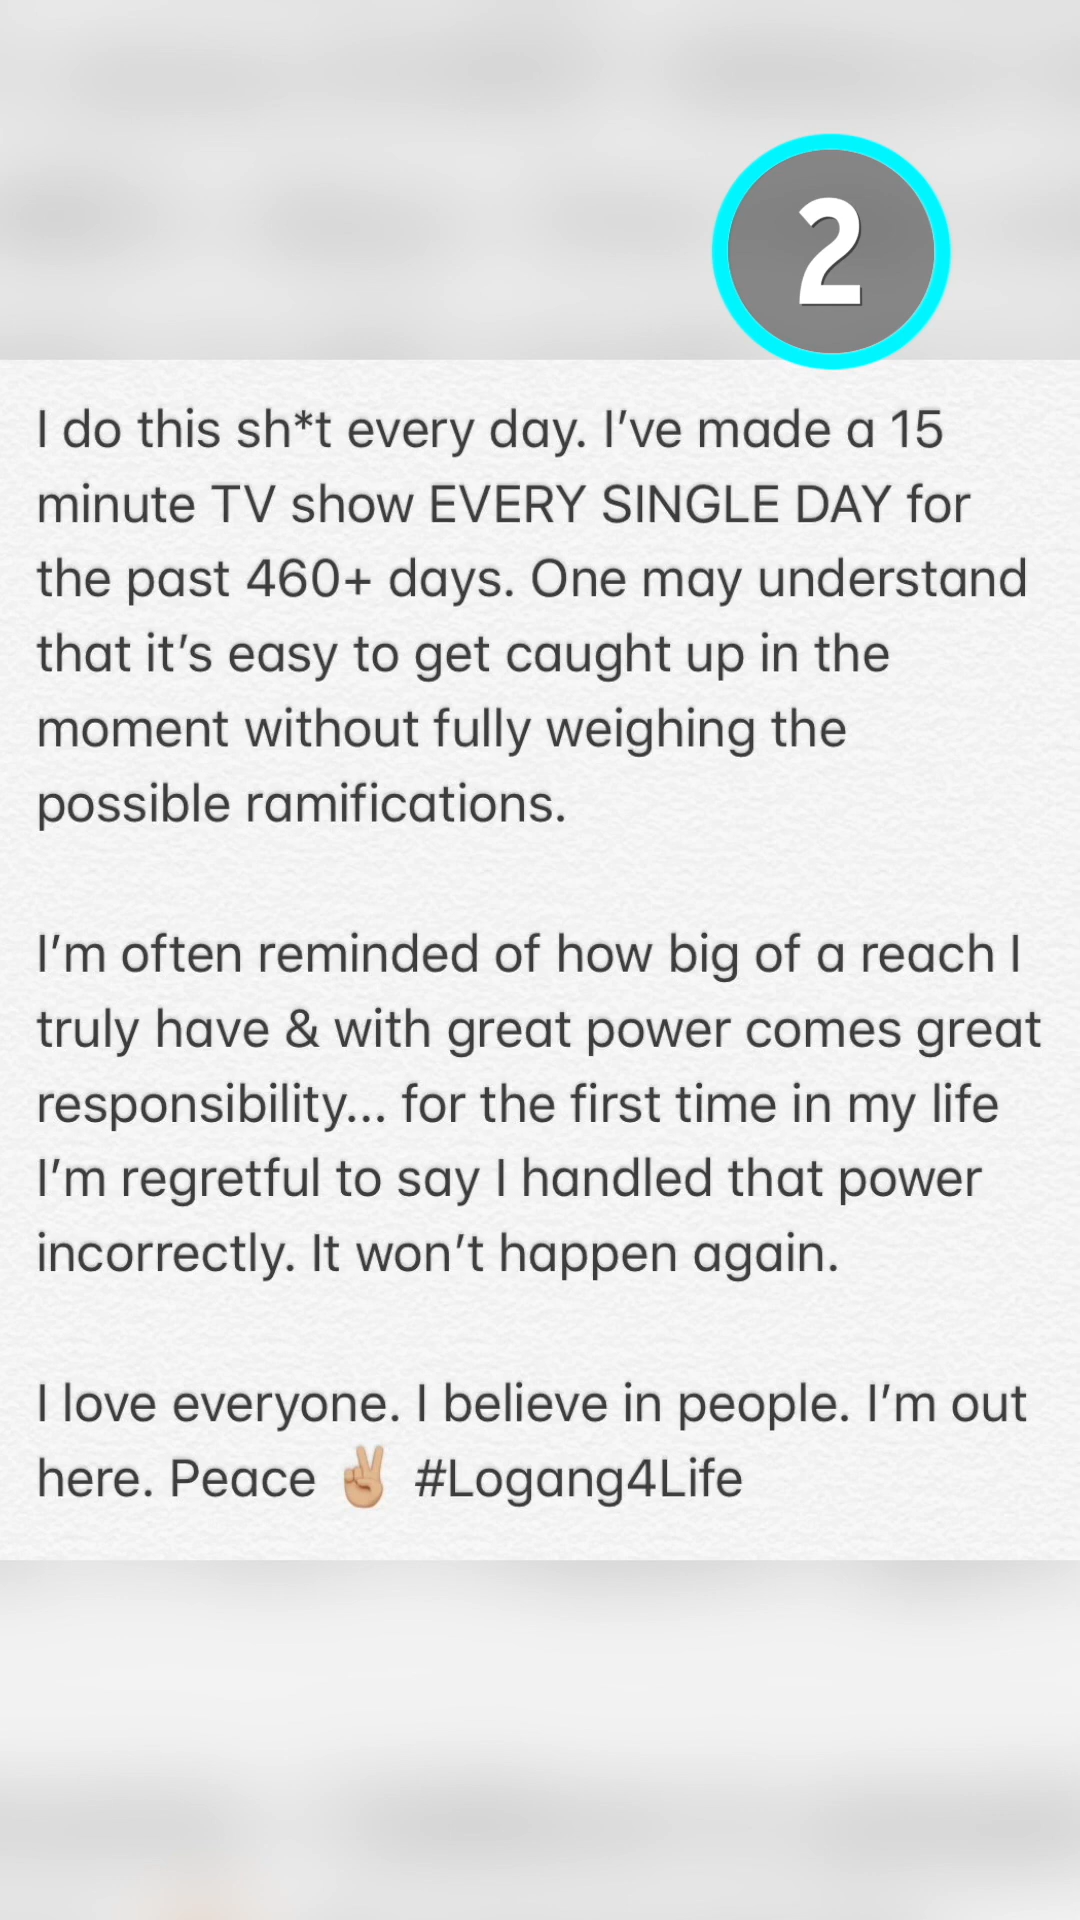 2
I do this sh*t every day. I’ve made a 15
minute TV show EVERY SINGLE DAY for
the past 460+ days. One may understand
that it’s easy to get caught up in the
moment without fully weighing the
possible ramifications.
I’m often reminded of how big of a reach I
truly have & with great power comes great
responsibility... for the first time in my life
I’m regretful to say I handled that power
incorrectly. It won’t happen again.
I love everyone. I believe in people. I’m out
here. Peace ✌🏼 #Logang4Life